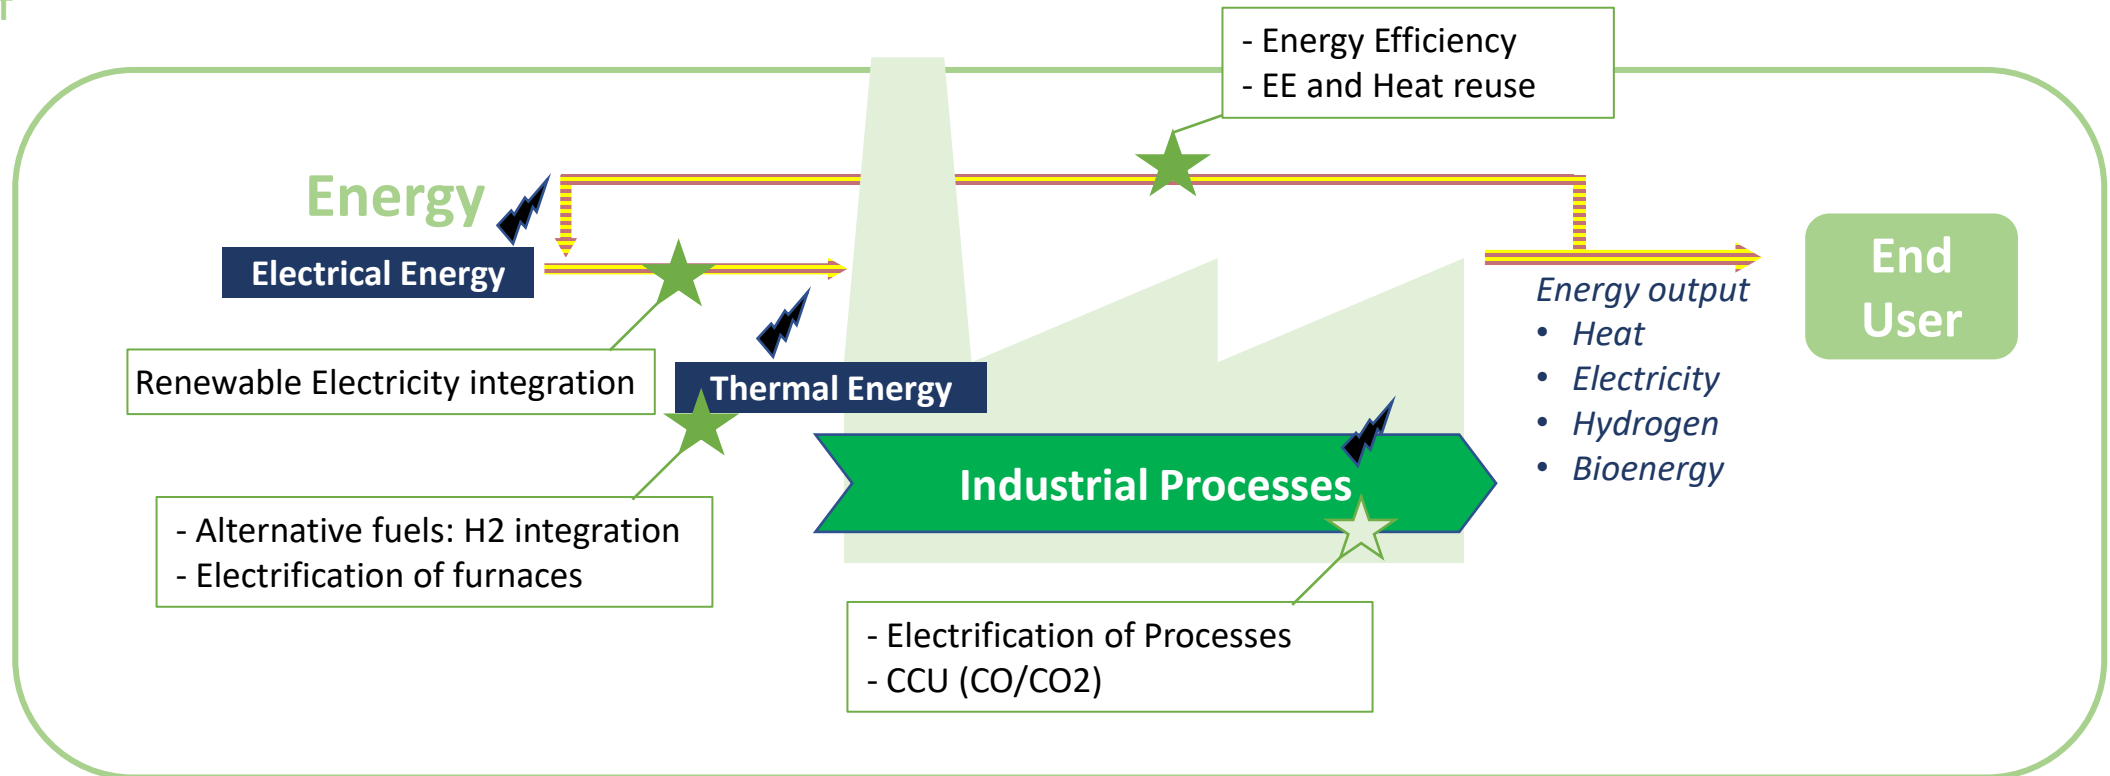 - Energy Efficiency
- EE and Heat reuse
Energy
Electrical Energy
End
User
Energy output
• Heat
• Electricity
• Hydrogen
• Bioenergy
Renewable Electricity integration
Thermal Energy
Industrial Processes
- Alternative fuels: H2 integration
- Electrification of furnaces
- Electrification of Processes
- CCU (CO/CO2)